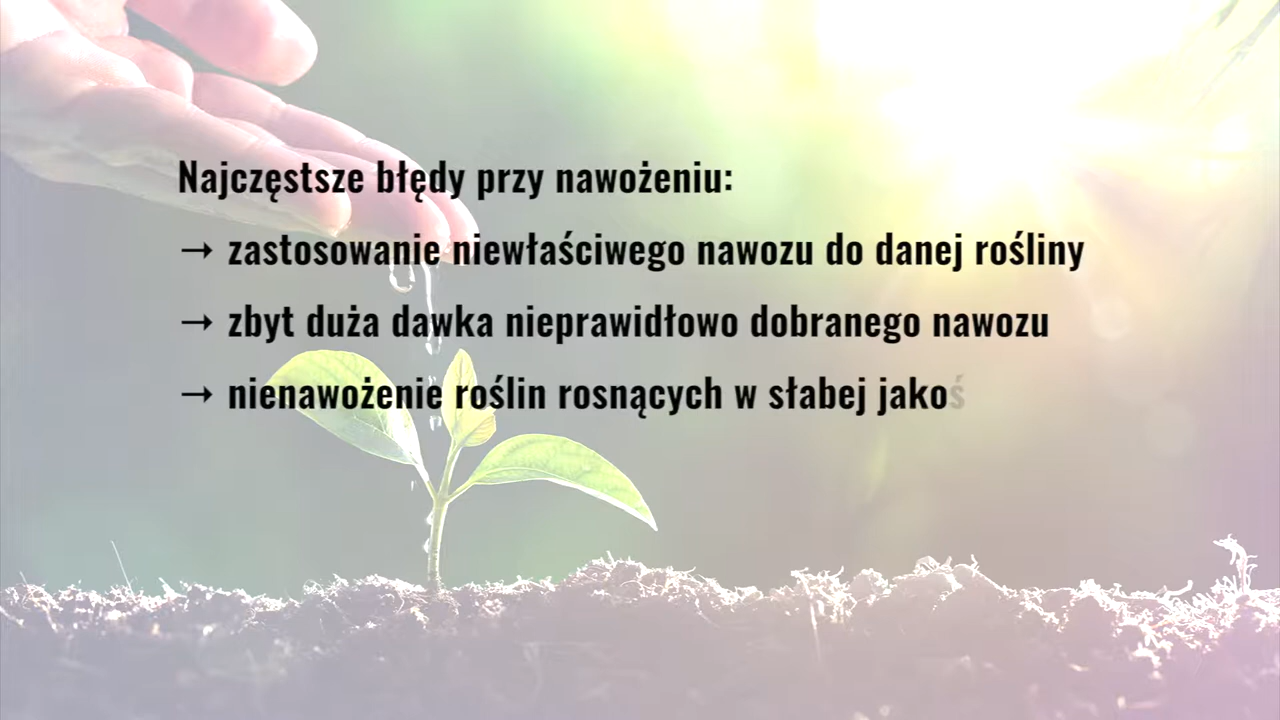 Najczęstsze błędy przy nawożeniu:
→ zastosowanie niewłaściwego nawozu do danej rośliny
→ zbyt duża dawka nieprawidłowo dobranego nawozu
→ nienawożenie roślin rosnących w słabej jakoś